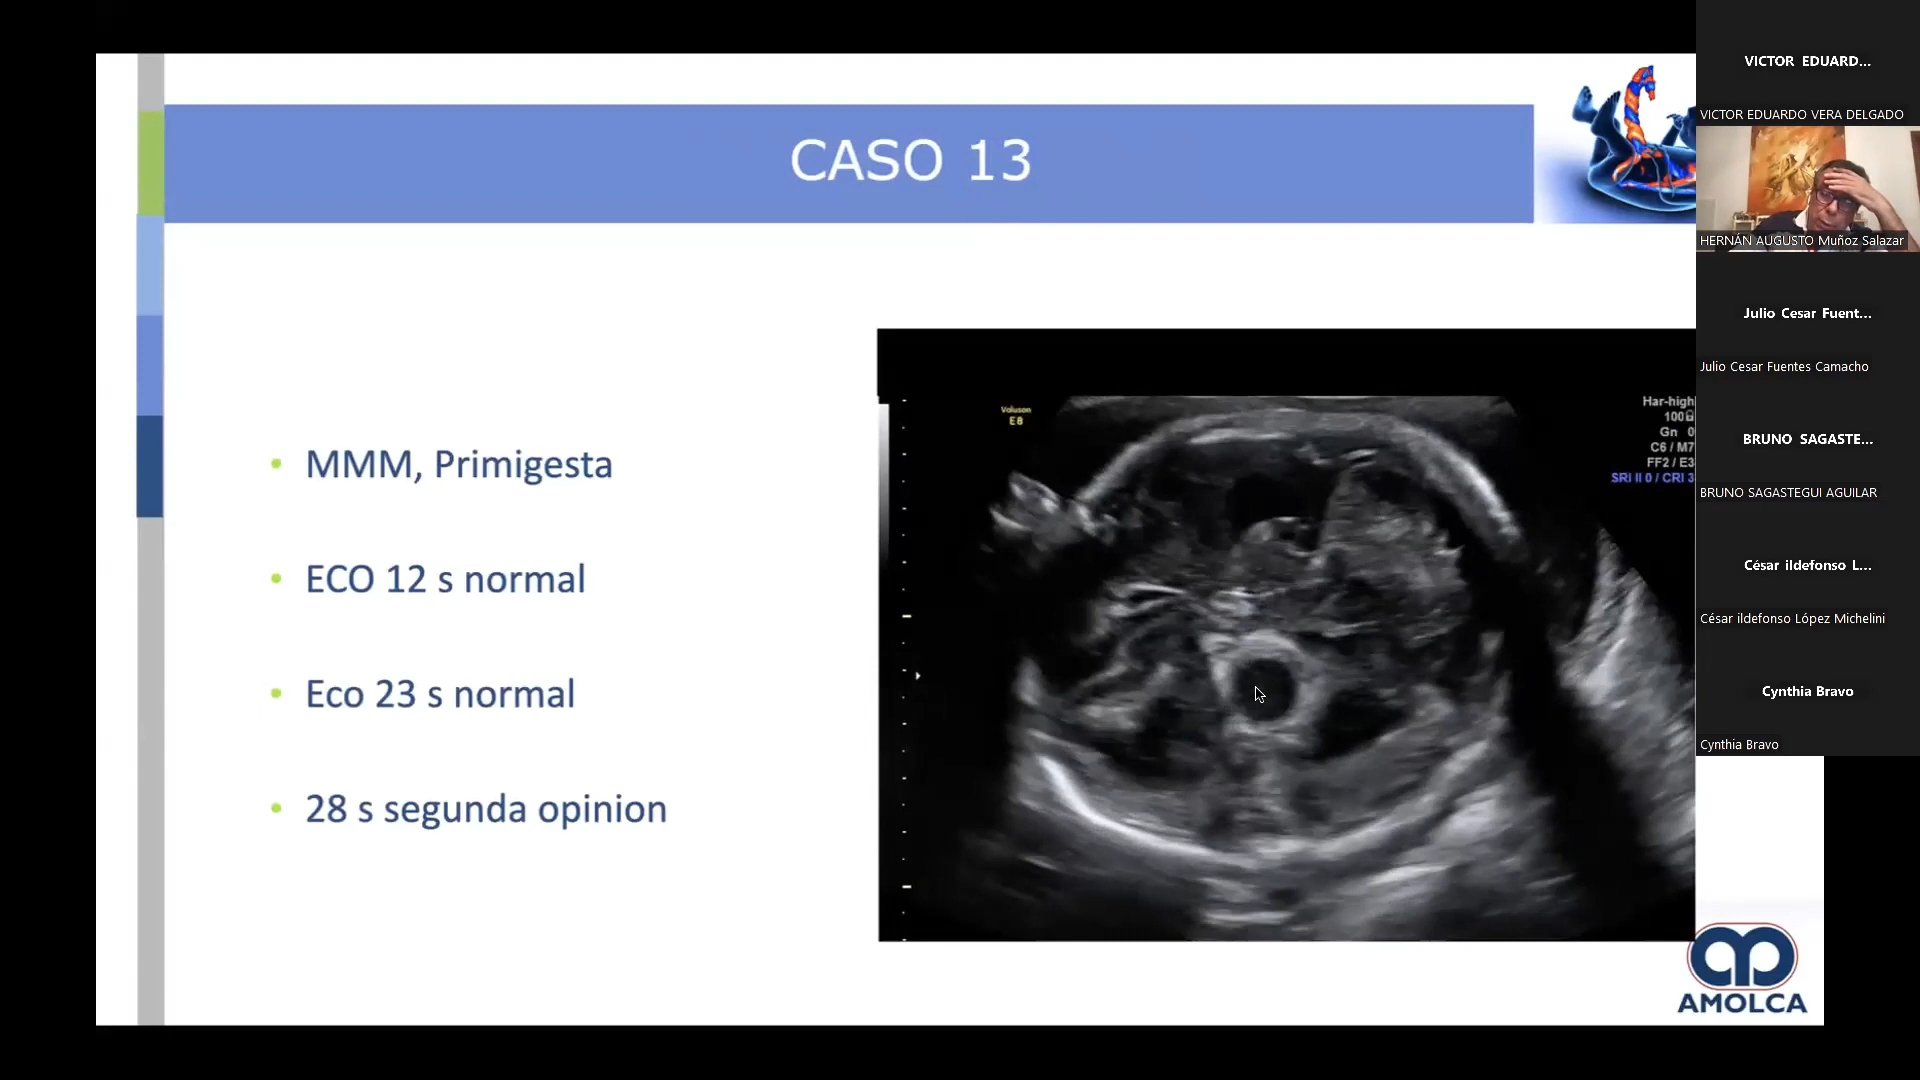 CASO 13
MMM, Primigesta
ECO 12 s normal
Eco 23 s normal
28 s segunda opinion
Voluson
E8
Har-high
100
Gn 0
C6 / M7
FF2 / E3
SRI II 0 / CRI 3
AMOLCA
VICTOR EDUARD...
VICTOR EDUARDO VERA DELGADO
HERNÁN AUGUSTO Muñoz Salazar
Julio Cesar Fuent...
Julio Cesar Fuentes Camacho
BRUNO SAGASTE...
BRUNO SAGASTEGUI AGUILAR
César ildefonso L...
César ildefonso López Michelini
Cynthia Bravo
Cynthia Bravo